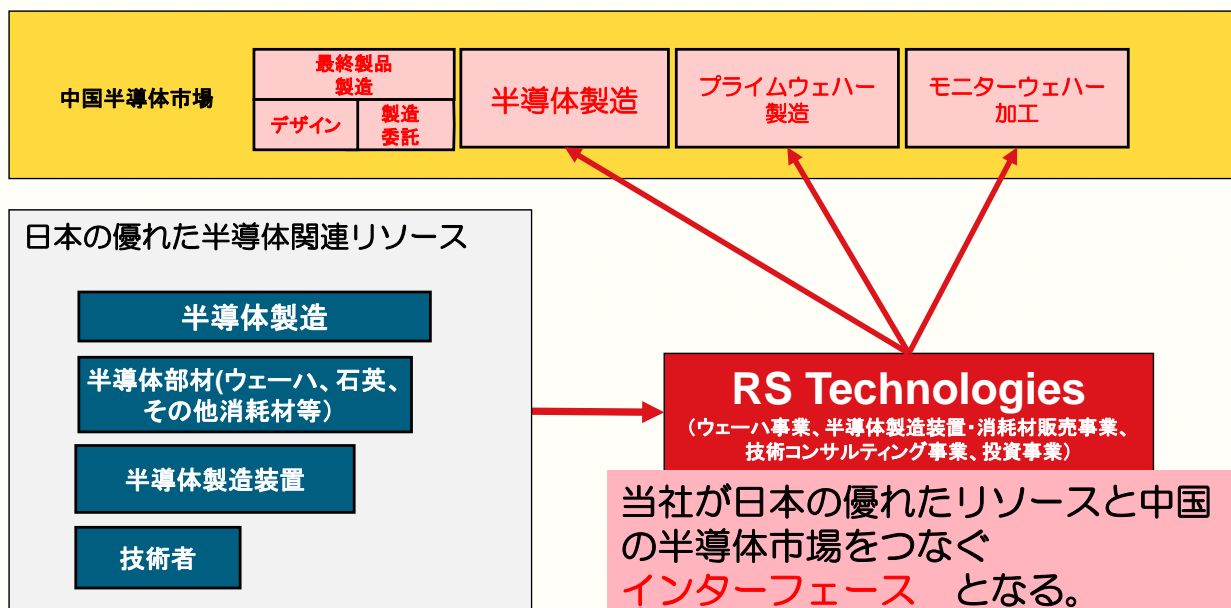 中国半導体市場
最終製品
製造
デザイン
製造
委託
半導体製造
プライムウェハー
製造
モニターウェハー
加工
日本の優れた半導体関連リソース
半導体製造
半導体部材(ウェーハ、石英、
その他消耗材等）
半導体製造装置
技術者
RS Technologies
（ウェーハ事業、半導体製造装置・消耗材販売事業、
技術コンサルティング事業、投資事業）
当社が日本の優れたリソースと中国
の半導体市場をつなぐ
インターフェース　となる。